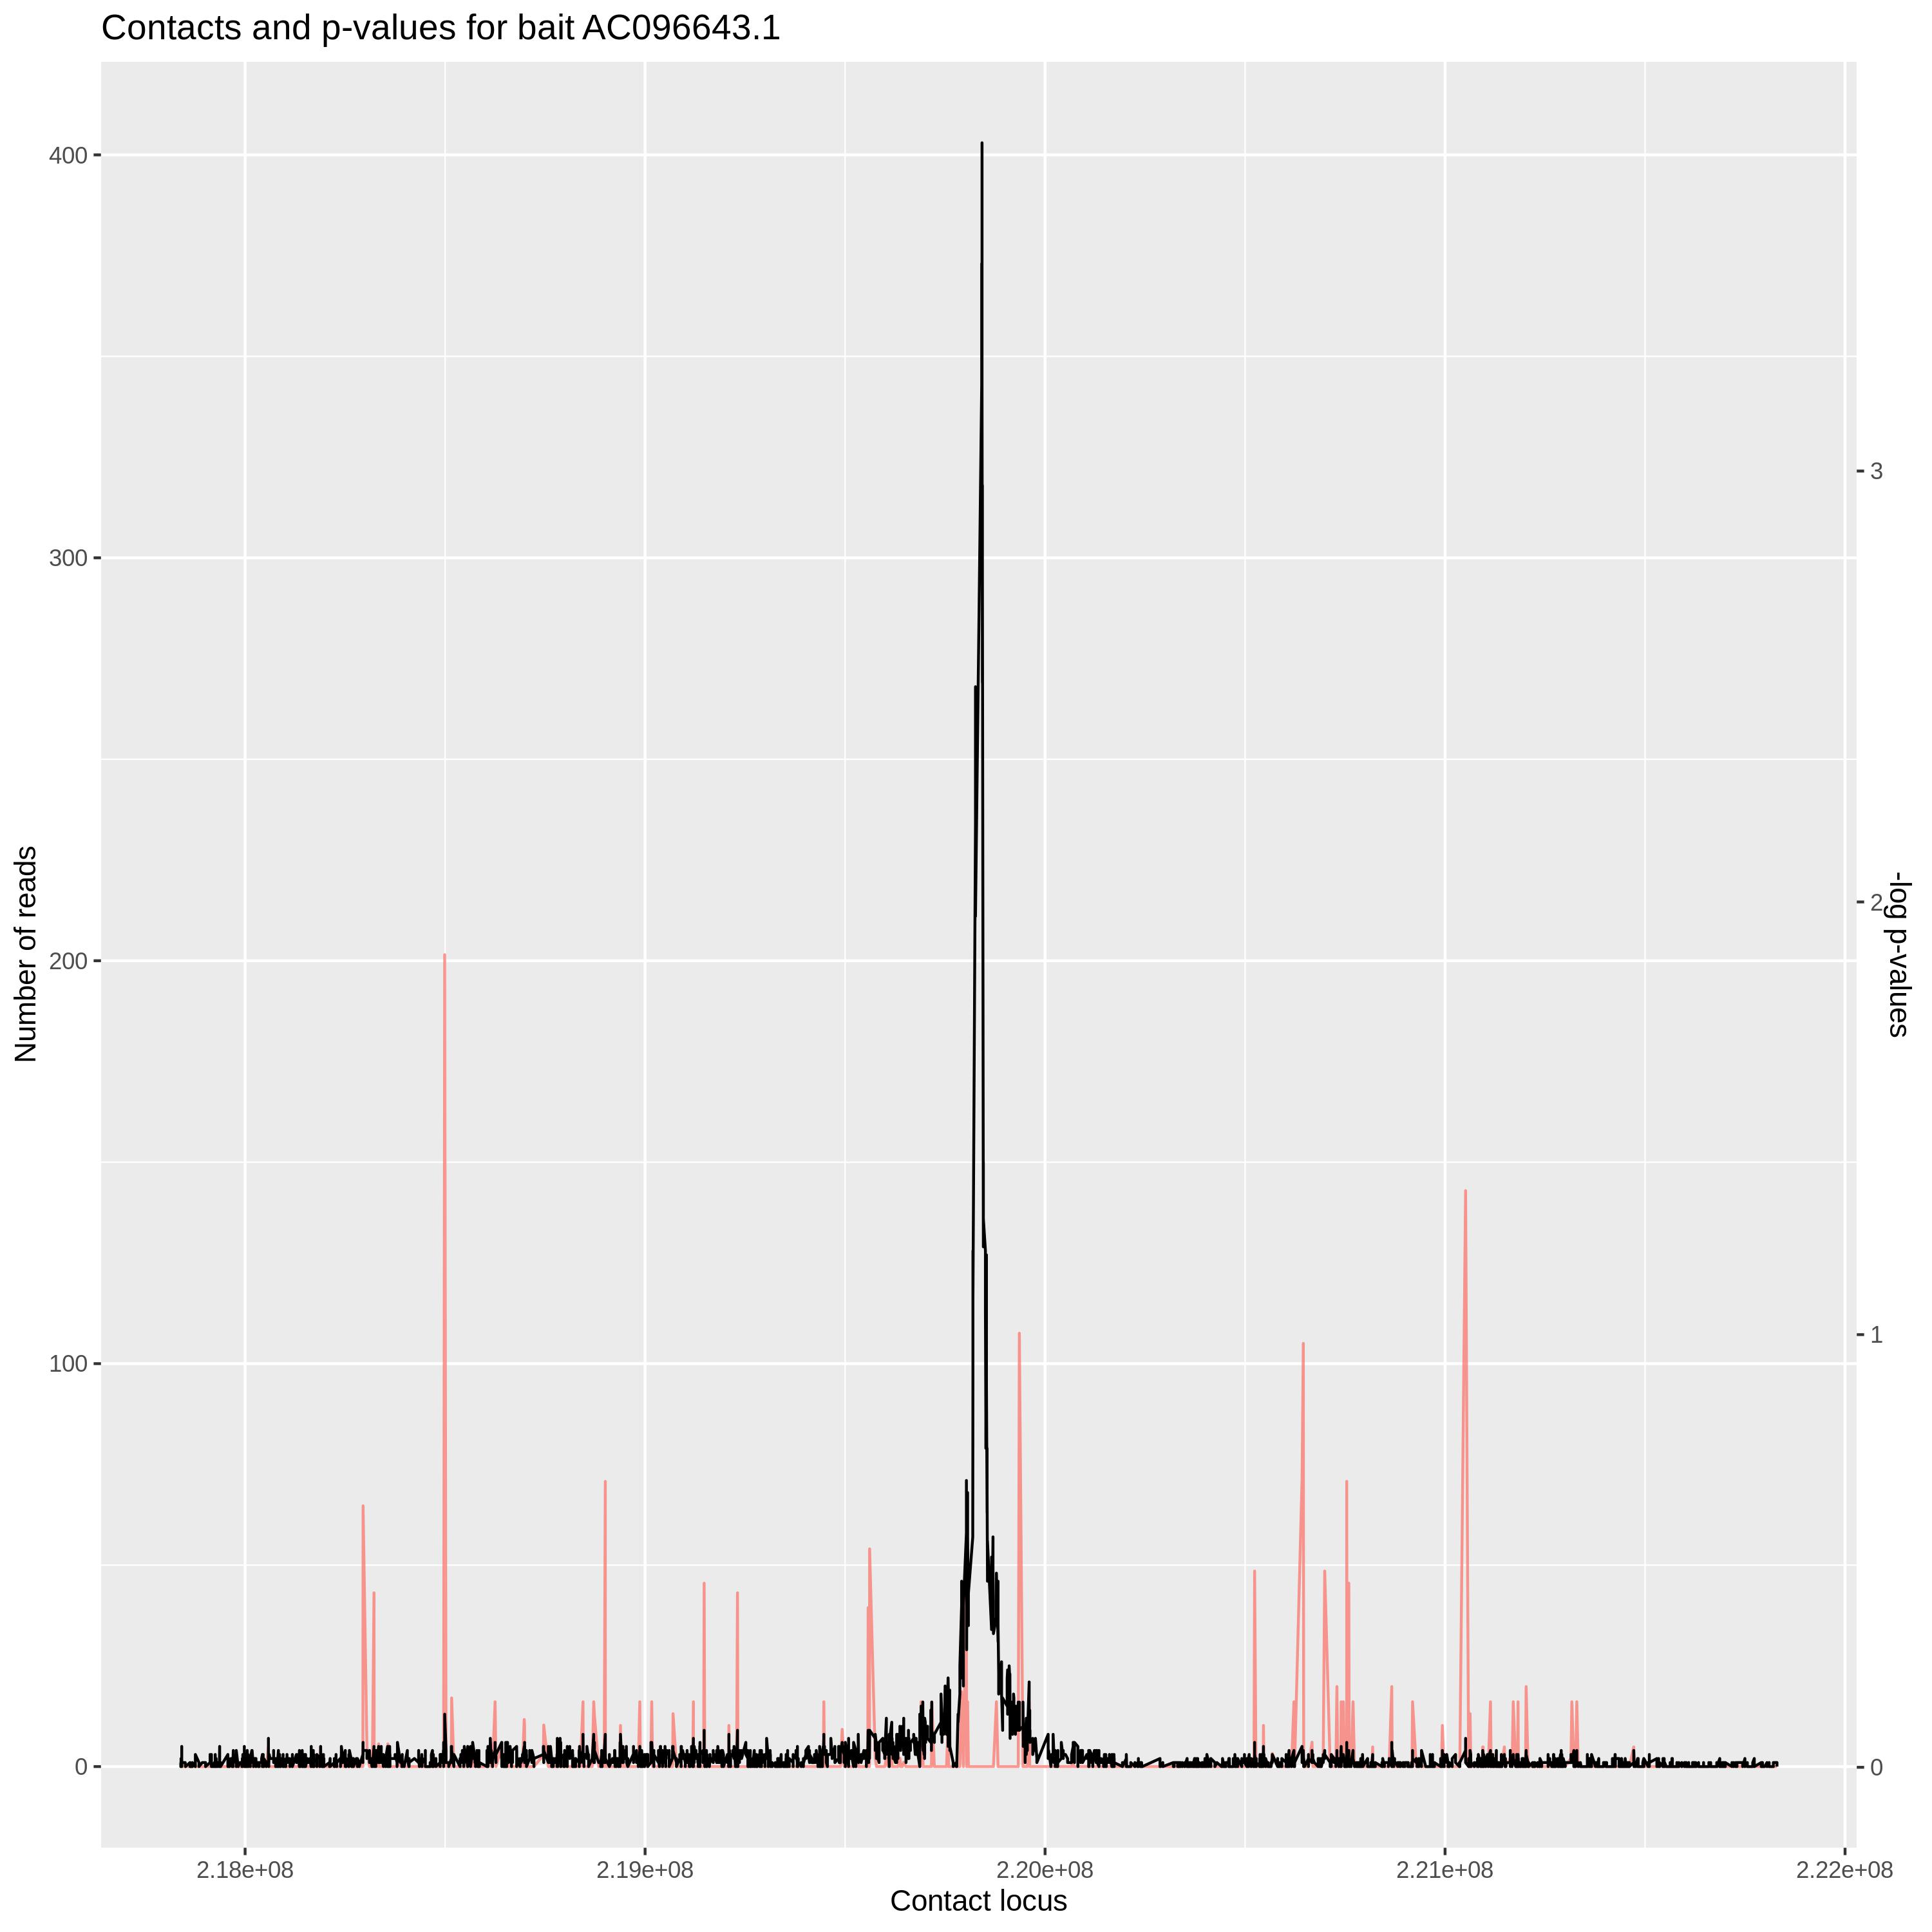 Contacts and p-values for bait AC096643.1
400
300
200
100
0
Number of reads
3
2
1
0
-log p-values
2.18e+08
2.19e+08
2.20e+08
2.21e+08
2.22e+08
Contact locus